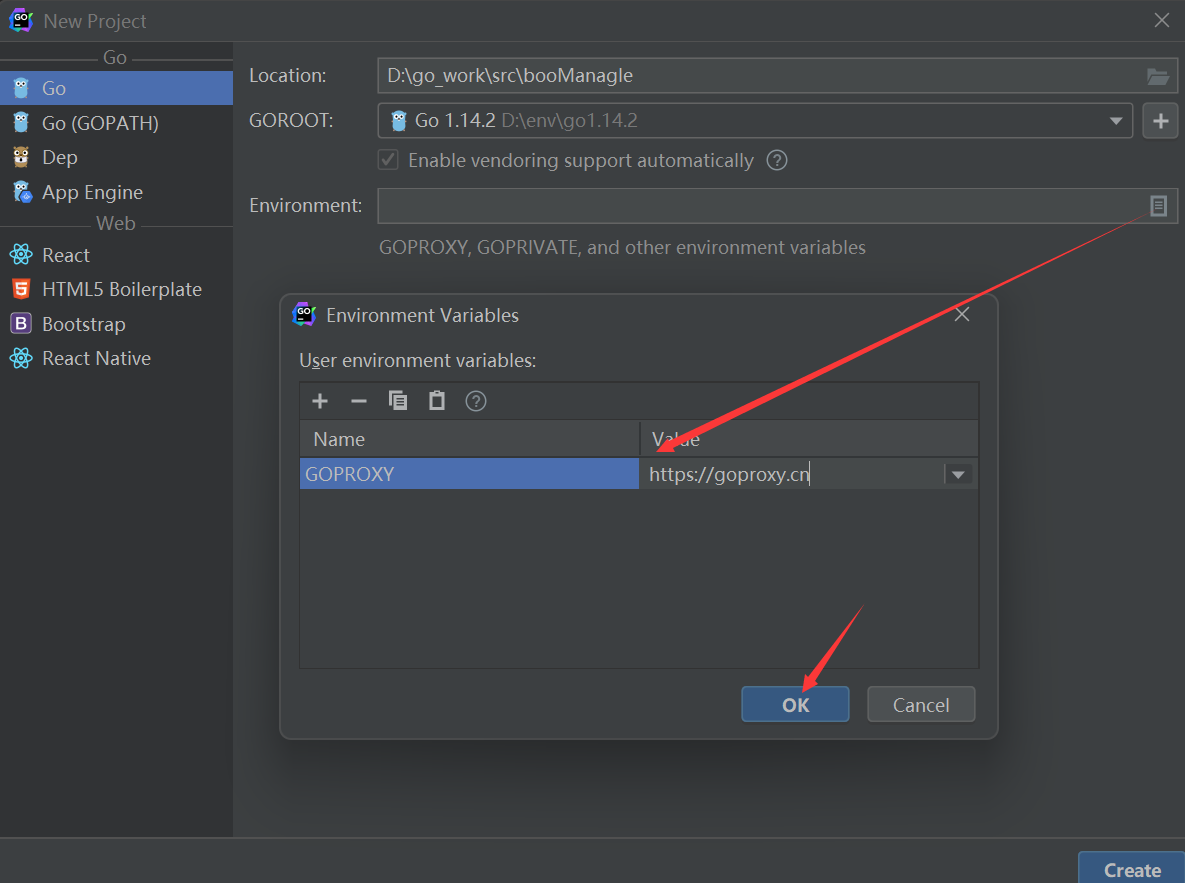 New Project
Go
Go
Go (GOPATH)
Dep
App Engine
Web
React
HTML5 Boilerplate
Bootstrap
React Native
Location: D:\go_work\src\booManagle
GOROOT: Go 1.14.2 D:\env\go1.14.2
Enable vendoring support automatically
Environment:
GOPROXY, GOPRIVATE, and other environment variables
Environment Variables
User environment variables:
Name Value
GOPROXY https://goproxy.cn
OK Cancel
Create